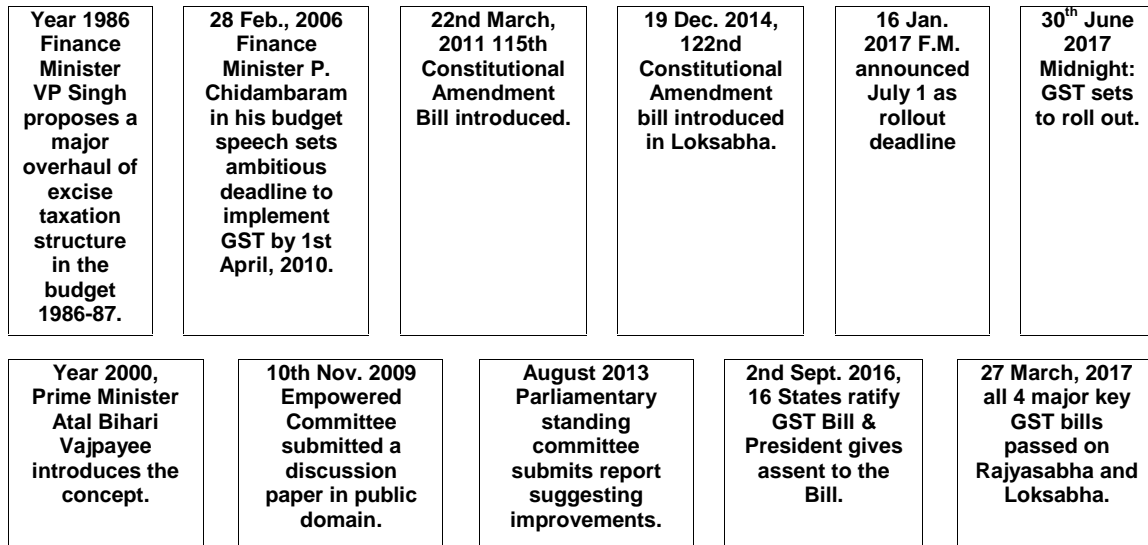 Year 1986
Finance
Minister
VP Singh
proposes a
major
overhaul of
excise
taxation
structure
in the
budget
1986-87.
28 Feb., 2006
Finance
Minister P.
Chidambaram
in his budget
speech sets
ambitious
deadline to
implement
GST by 1st
April, 2010.
22nd March,
2011 115th
Constitutional
Amendment
Bill introduced.
19 Dec. 2014,
122nd
Constitutional
Amendment
bill introduced
in Loksabha.
16 Jan.
2017 F.M.
announced
July 1 as
rollout
deadline
30th June
2017
Midnight:
GST sets
to roll out.
Year 2000,
Prime Minister
Atal Bihari
Vajpayee
introduces the
concept.
10th Nov. 2009
Empowered
Committee
submitted a
discussion
paper in public
domain.
August 2013
Parliamentary
standing
committee
submits report
suggesting
improvements.
2nd Sept. 2016,
16 States ratify
GST Bill &
President gives
assent to the
Bill.
27 March, 2017
all 4 major key
GST bills
passed on
Rajyasabha and
Loksabha.